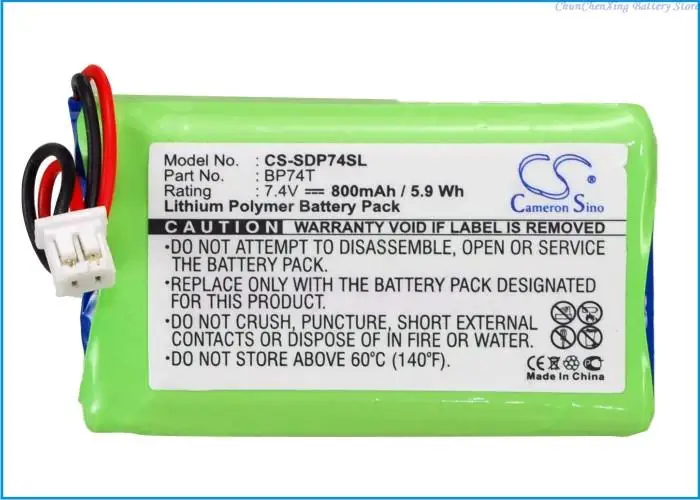 ChunChenXing Battery Store
Model No. : CS-SDP74SL
Part No. : BP74T
Rating : 7.4V 800mAh / 5.9 Wh
Lithium Polymer Battery Pack
CS
Cameron Sino
CAUTION WARRANTY VOID IF LABEL IS REMOVED
•DO NOT ATTEMPT TO DISASSEMBLE, OPEN OR SERVICE
THE BATTERY PACK.
•REPLACE ONLY WITH THE BATTERY PACK DESIGNATED
FOR THIS PRODUCT.
•DO NOT CRUSH, PUNCTURE, SHORT EXTERNAL
CONTACTS OR DISPOSE OF IN FIRE OR WATER.
•DO NOT STORE ABOVE 60°C (140°F).
CE
Made In China